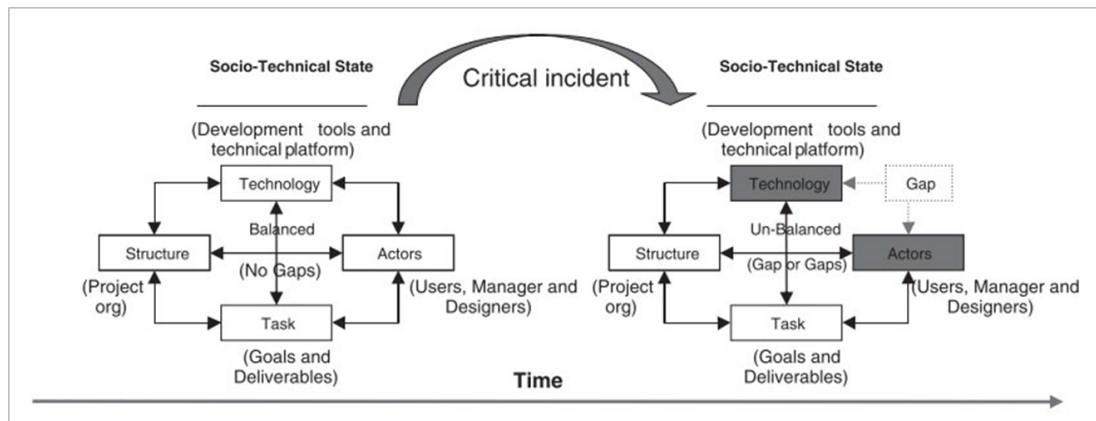 Socio-Technical State
Critical incident
Socio-Technical State
(Development tools and
technical platform)
Technology
Balanced
Structure
Actors
(No Gaps)
(Project
org)
(Users, Manager and
Designers)
Task
(Goals and
Deliverables)
(Development tools and
technical platform)
Technology
Gap
Un-Balanced
Structure
Actors
(Gap or Gaps)
(Project
org)
(Users, Manager and
Designers)
Task
(Goals and
Deliverables)
Time